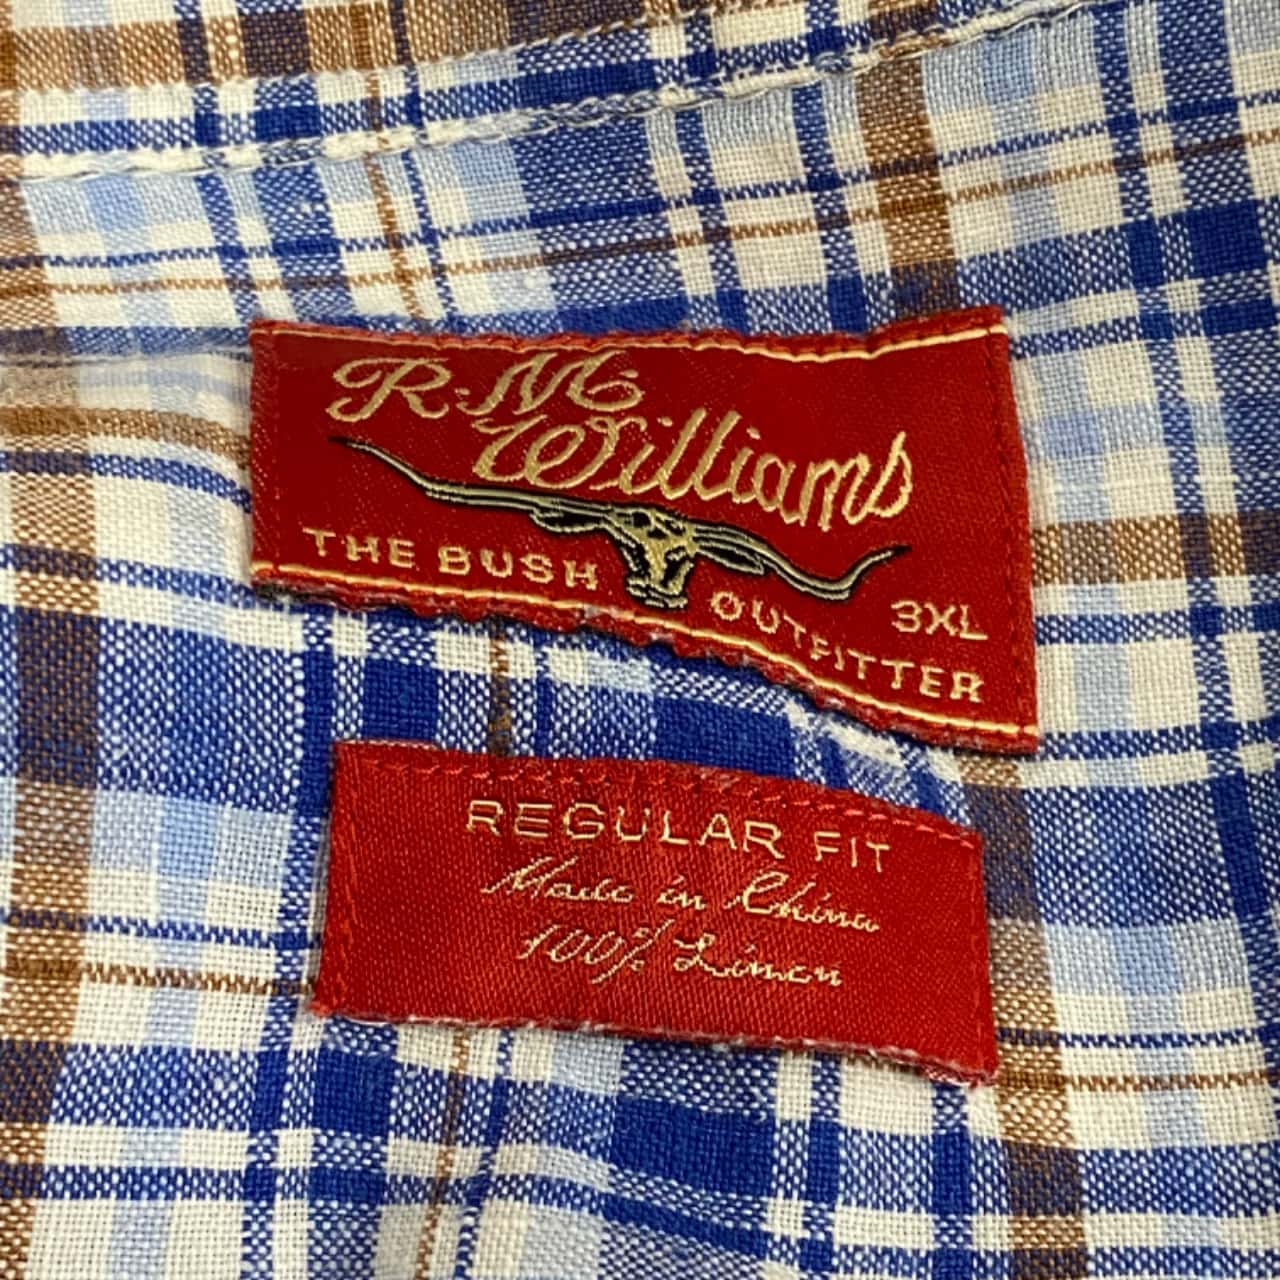 R.M.
Williams
THE BUSH OUTFITTER
3XL
REGULAR FIT
Made in China
100% Linen